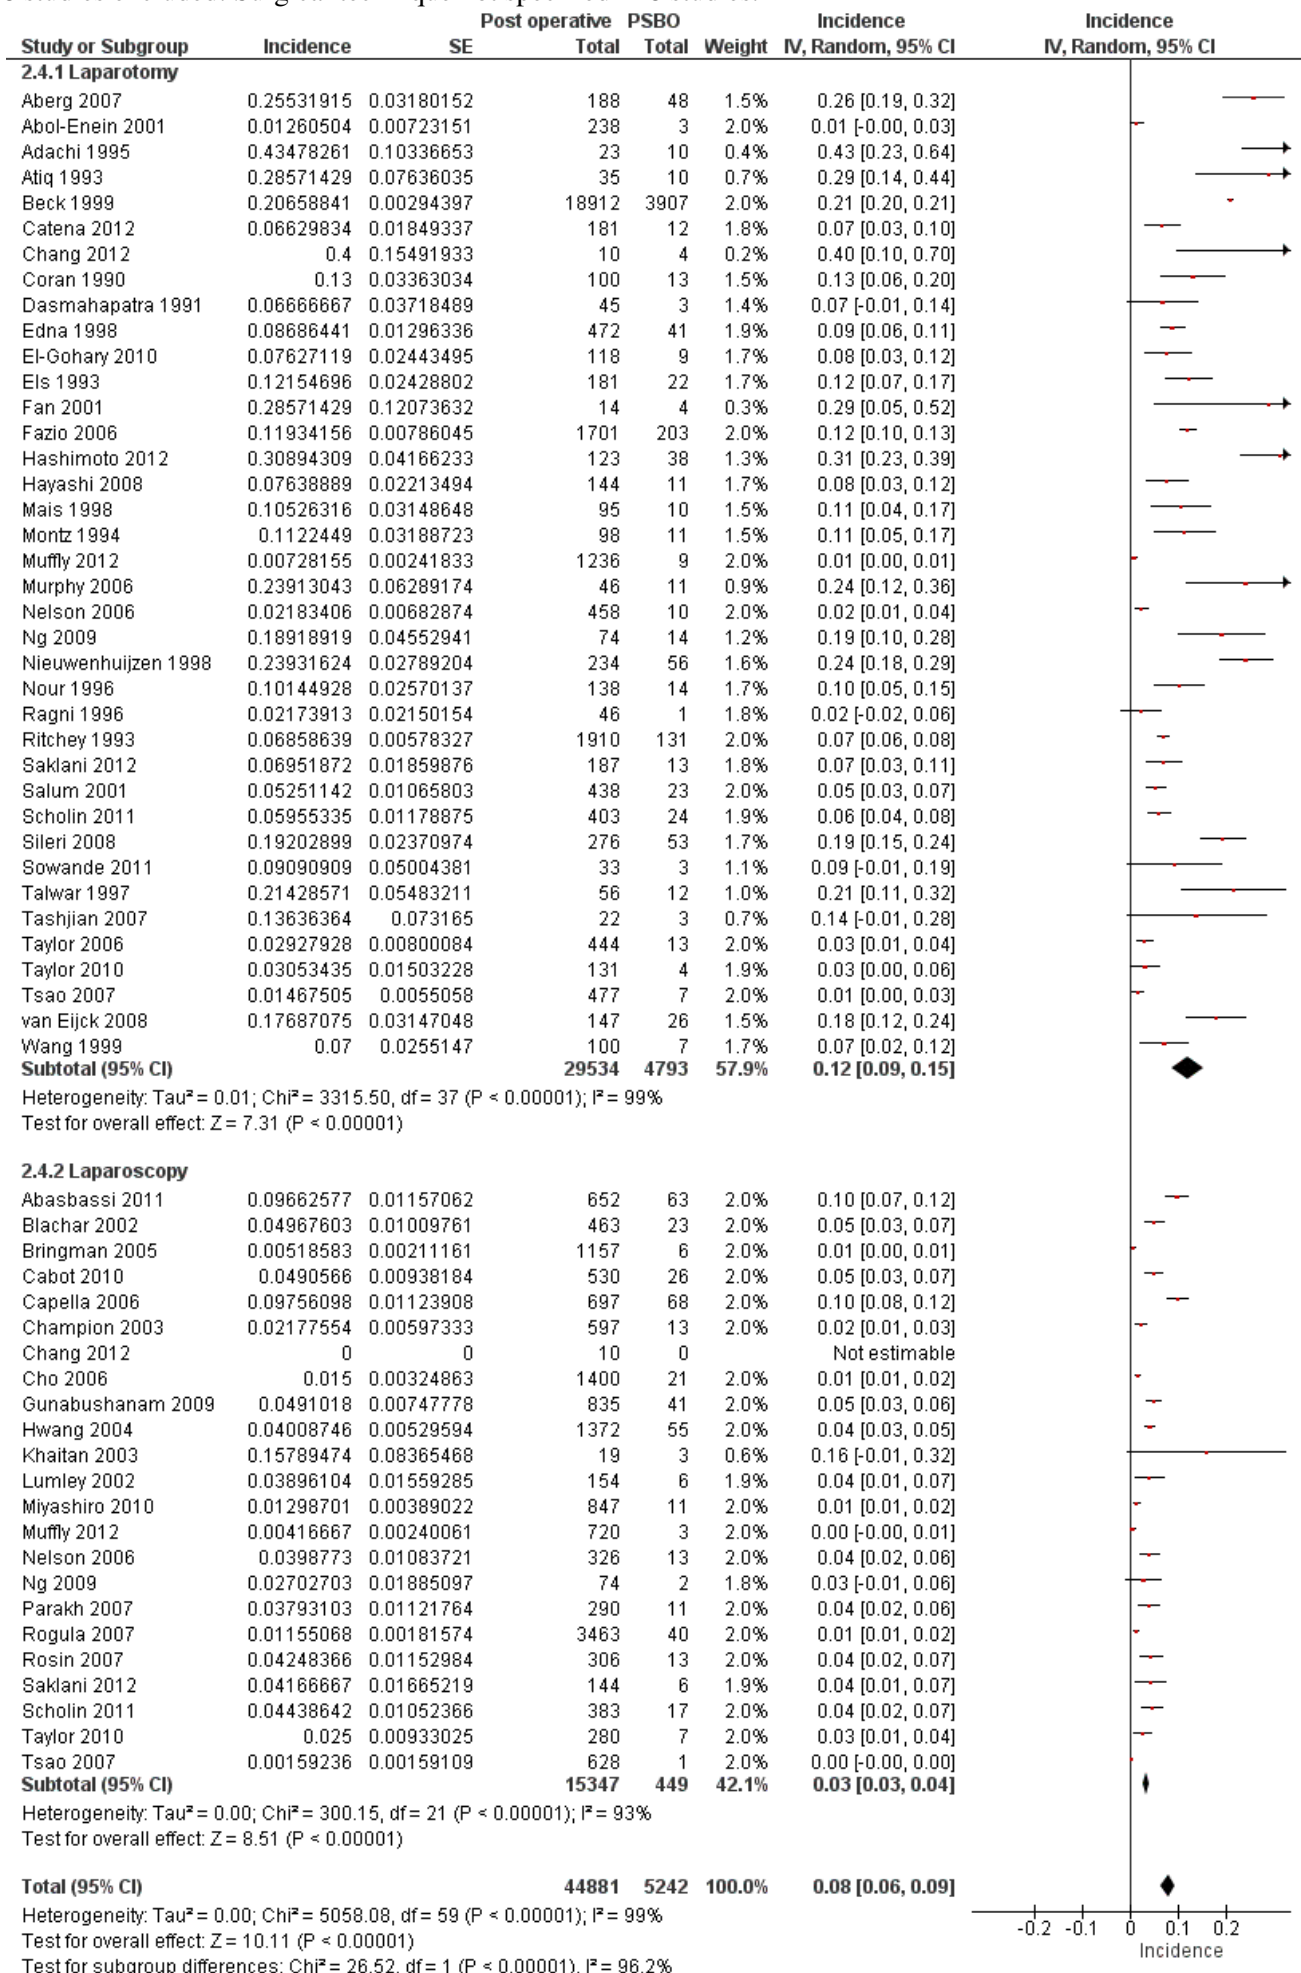 Post operative PSBO Incidence Incidence
Study or Subgroup Incidence SE Total Total Weight IV, Random, 95% CI IV, Random, 95% CI
2.4.1 Laparotomy
Aberg 2007 0.25531915 0.03180152 188 48 1.5% 0.26 [0.19, 0.32]
Abol-Enein 2001 0.01260504 0.00723151 238 3 2.0% 0.01 [-0.00, 0.03]
Adachi 1995 0.43478261 0.10336653 23 10 0.4% 0.43 [0.23, 0.64]
Atiq 1993 0.28571429 0.07636035 35 10 0.7% 0.29 [0.14, 0.44]
Beck 1999 0.20658841 0.00294397 18912 3907 2.0% 0.21 [0.20, 0.21]
Catena 2012 0.06629834 0.01849337 181 12 1.8% 0.07 [0.03, 0.10]
Chang 2012 0.4 0.15491933 10 4 0.2% 0.40 [0.10, 0.70]
Coran 1990 0.13 0.03363034 100 13 1.5% 0.13 [0.06, 0.20]
Dasmahapatra 1991 0.06666667 0.03718489 45 3 1.4% 0.07 [-0.01, 0.14]
Edna 1998 0.08686441 0.01296336 472 41 1.9% 0.09 [0.06, 0.11]
El-Gohary 2010 0.07627119 0.02443495 118 9 1.7% 0.08 [0.03, 0.12]
Els 1993 0.12154696 0.02428802 181 22 1.7% 0.12 [0.07, 0.17]
Fan 2001 0.28571429 0.12073632 14 4 0.3% 0.29 [0.05, 0.52]
Fazio 2006 0.11934156 0.00786045 1701 203 2.0% 0.12 [0.10, 0.13]
Hashimoto 2012 0.30894309 0.04166233 123 38 1.3% 0.31 [0.23, 0.39]
Hayashi 2008 0.07638889 0.02213494 144 11 1.7% 0.08 [0.03, 0.12]
Mais 1998 0.10526316 0.03148648 95 10 1.5% 0.11 [0.04, 0.17]
Montz 1994 0.1122449 0.03188723 98 11 1.5% 0.11 [0.05, 0.17]
Muffly 2012 0.00728155 0.00241833 1236 9 2.0% 0.01 [0.00, 0.01]
Murphy 2006 0.23913043 0.06289174 46 11 0.9% 0.24 [0.12, 0.36]
Nelson 2006 0.02183406 0.00682874 458 10 2.0% 0.02 [0.01, 0.04]
Ng 2009 0.18918919 0.04552941 74 14 1.2% 0.19 [0.10, 0.28]
Nieuwenhuijzen 1998 0.23931624 0.02789204 234 56 1.6% 0.24 [0.18, 0.29]
Nour 1996 0.10144928 0.02570137 138 14 1.7% 0.10 [0.05, 0.15]
Ragni 1996 0.02173913 0.02150154 46 1 1.8% 0.02 [-0.02, 0.06]
Ritchey 1993 0.06858639 0.00578327 1910 131 2.0% 0.07 [0.06, 0.08]
Saklani 2012 0.06951872 0.01859876 187 13 1.8% 0.07 [0.03, 0.11]
Salum 2001 0.05251142 0.01065803 438 23 2.0% 0.05 [0.03, 0.07]
Scholin 2011 0.05955335 0.01178875 403 24 1.9% 0.06 [0.04, 0.08]
Sileri 2008 0.19202899 0.02370974 276 53 1.7% 0.19 [0.15, 0.24]
Sowande 2011 0.09090909 0.05004381 33 3 1.1% 0.09 [-0.01, 0.19]
Talwar 1997 0.21428571 0.05483211 56 12 1.0% 0.21 [0.11, 0.32]
Tashjian 2007 0.13636364 0.073165 22 3 0.7% 0.14 [-0.01, 0.28]
Taylor 2006 0.02927928 0.00800084 444 13 2.0% 0.03 [0.01, 0.04]
Taylor 2010 0.03053435 0.01503228 131 4 1.9% 0.03 [0.00, 0.06]
Tsao 2007 0.01467505 0.0055058 477 7 2.0% 0.01 [0.00, 0.03]
van Eijck 2008 0.17687075 0.03147048 147 26 1.5% 0.18 [0.12, 0.24]
Wang 1999 0.07 0.0255147 100 7 1.7% 0.07 [0.02, 0.12]
Subtotal (95% CI) 29534 4793 57.9% 0.12 [0.09, 0.15]
Heterogeneity: Tau² = 0.01; Chi² = 3315.50, df = 37 (P < 0.00001); I² = 99%
Test for overall effect: Z = 7.31 (P < 0.00001)
2.4.2 Laparoscopy
Abasbassi 2011 0.09662577 0.01157062 652 63 2.0% 0.10 [0.07, 0.12]
Blachar 2002 0.04967603 0.01009761 463 23 2.0% 0.05 [0.03, 0.07]
Bringman 2005 0.00518583 0.00211161 1157 6 2.0% 0.01 [0.00, 0.01]
Cabot 2010 0.0490566 0.00938184 530 26 2.0% 0.05 [0.03, 0.07]
Capella 2006 0.09756098 0.01123908 697 68 2.0% 0.10 [0.08, 0.12]
Champion 2003 0.02177554 0.00597333 597 13 2.0% 0.02 [0.01, 0.03]
Chang 2012 0 0 10 0 Not estimable
Cho 2006 0.015 0.00324863 1400 21 2.0% 0.01 [0.01, 0.02]
Gunabushanam 2009 0.0491018 0.00747778 835 41 2.0% 0.05 [0.03, 0.06]
Hwang 2004 0.04008746 0.00529594 1372 55 2.0% 0.04 [0.03, 0.05]
Khaitan 2003 0.15789474 0.08365468 19 3 0.6% 0.16 [-0.01, 0.32]
Lumley 2002 0.03896104 0.01559285 154 6 1.9% 0.04 [0.01, 0.07]
Miyashiro 2010 0.01298701 0.00389022 847 11 2.0% 0.01 [0.01, 0.02]
Muffly 2012 0.00416667 0.00240061 720 3 2.0% 0.00 [-0.00, 0.01]
Nelson 2006 0.0398773 0.01083721 326 13 2.0% 0.04 [0.02, 0.06]
Ng 2009 0.02702703 0.01885097 74 2 1.8% 0.03 [-0.01, 0.06]
Parakh 2007 0.03793103 0.01121764 290 11 2.0% 0.04 [0.02, 0.06]
Rogula 2007 0.01155068 0.00181574 3463 40 2.0% 0.01 [0.01, 0.02]
Rosin 2007 0.04248366 0.01152984 306 13 2.0% 0.04 [0.02, 0.07]
Saklani 2012 0.04166667 0.01665219 144 6 1.9% 0.04 [0.01, 0.07]
Scholin 2011 0.04438642 0.01052366 383 17 2.0% 0.04 [0.02, 0.07]
Taylor 2010 0.025 0.00933025 280 7 2.0% 0.03 [0.01, 0.04]
Tsao 2007 0.00159236 0.00159109 628 1 2.0% 0.00 [-0.00, 0.00]
Subtotal (95% CI) 15347 449 42.1% 0.03 [0.03, 0.04]
Heterogeneity: Tau² = 0.00; Chi² = 300.15, df = 21 (P < 0.00001); I² = 93%
Test for overall effect: Z = 8.51 (P < 0.00001)
Total (95% CI) 44881 5242 100.0% 0.08 [0.06, 0.09]
Heterogeneity: Tau² = 0.00; Chi² = 5058.08, df = 59 (P < 0.00001); I² = 99%
Test for overall effect: Z = 10.11 (P < 0.00001)
Test for subgroup differences: Chi² = 26.52, df = 1 (P < 0.00001), I² = 96.2%
-0.2 -0.1 0 0.1 0.2
Incidence